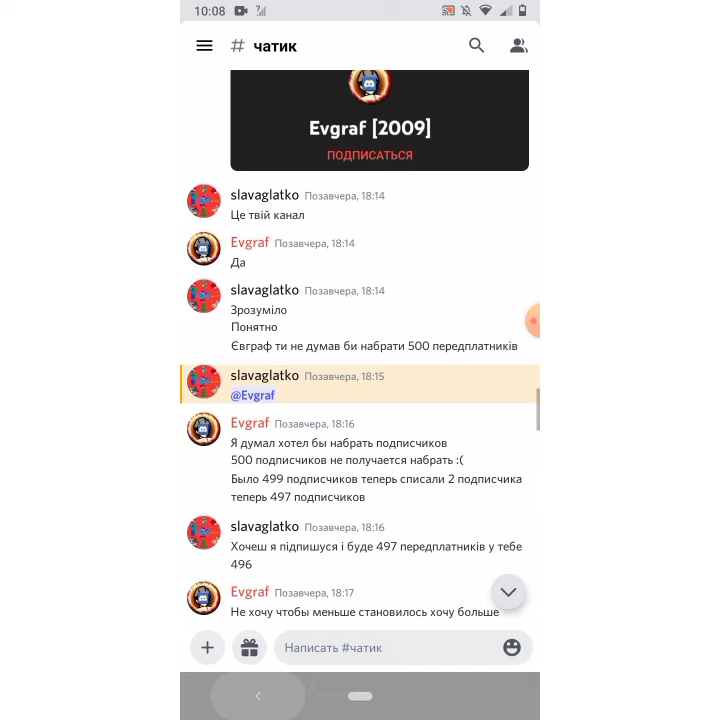 10:08
# чатик
Evgraf [2009]
ПОДПИСАТЬСЯ
slavaglatko Позавчера, 18:14
Це твій канал
Evgraf Позавчера, 18:14
Да
slavaglatko Позавчера, 18:14
Зрозуміло
Понятно
Євграф ти не думав би набрати 500 передплатників
slavaglatko Позавчера, 18:15
@Evgraf
Evgraf Позавчера, 18:16
Я думал хотел бы набрать подписчиков
500 подписчиков не получается набрать :(
Было 499 подписчиков теперь списали 2 подписчика
теперь 497 подписчиков
slavaglatko Позавчера, 18:16
Хочеш я підпишуся і буде 497 передплатників у тебе
496
Evgraf Позавчера, 18:17
Не хочу чтобы меньше становилось хочу больше
Написать #чатик